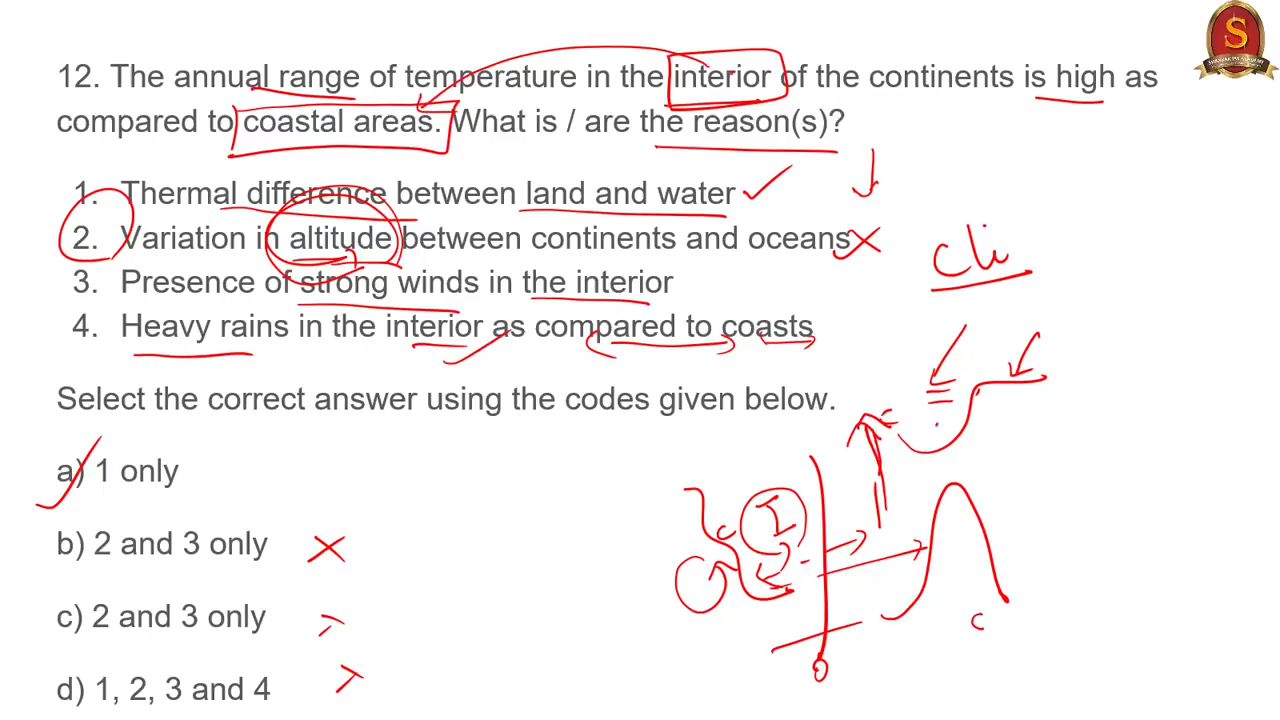 12. The annual range of temperature in the interior of the continents is high as
compared to coastal areas. What is / are the reason(s)?
1. Thermal difference between land and water
2. Variation in altitude between continents and oceans
3. Presence of strong winds in the interior
4. Heavy rains in the interior as compared to coasts
Select the correct answer using the codes given below.
a) 1 only
b) 2 and 3 only
c) 2 and 3 only
d) 1, 2, 3 and 4
S
cli
I
C